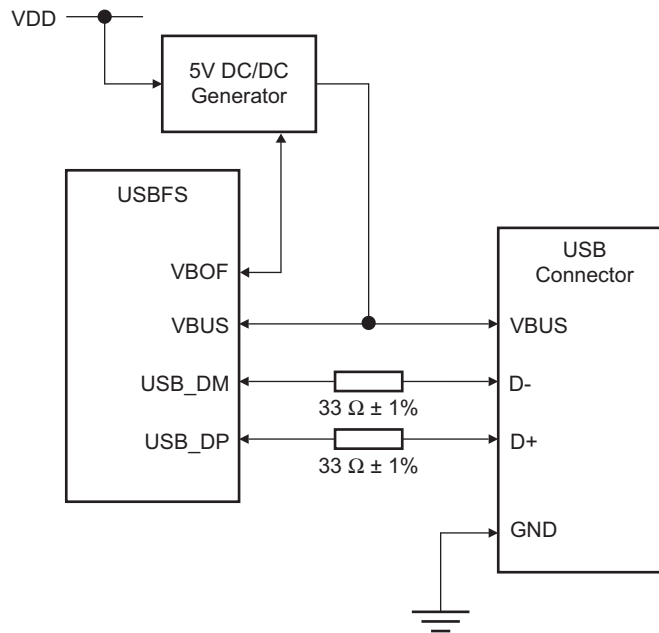 VDD
5V DC/DC
Generator
USBFS
VBOF
VBUS
USB_DM
USB_DP
33 Ω ± 1%
33 Ω ± 1%
USB
Connector
VBUS
D-
D+
GND